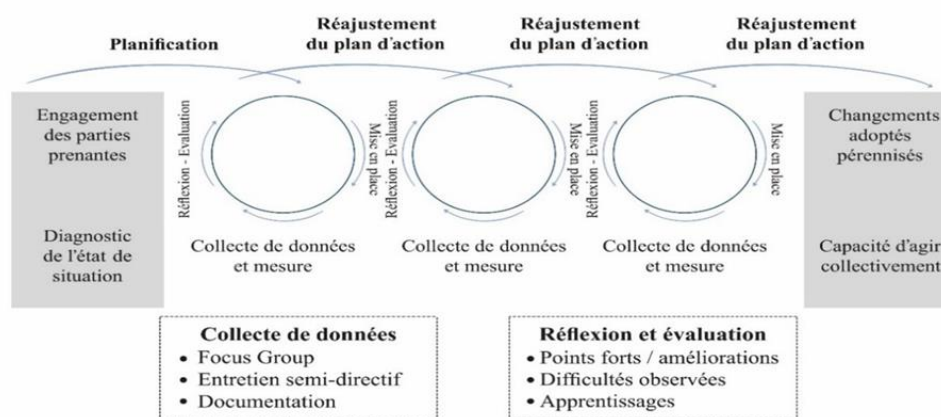 Planification
Réajustement
du plan d'action
Réajustement
du plan d'action
Réajustement
du plan d'action
Engagement
des parties
prenantes
Diagnostic
de l'état de
situation
Réflexion - Evaluation
Mise en place
Collecte de données
et mesure
Réflexion - Evaluation
Mise en place
Collecte de données
et mesure
Réflexion - Evaluation
Mise en place
Collecte de données
et mesure
Changements
adoptés
pérennisés
Capacité d'agir
collectivement
Collecte de données
• Focus Group
• Entretien semi-directif
• Documentation
Réflexion et évaluation
• Points forts / améliorations
• Difficultés observées
• Apprentissages